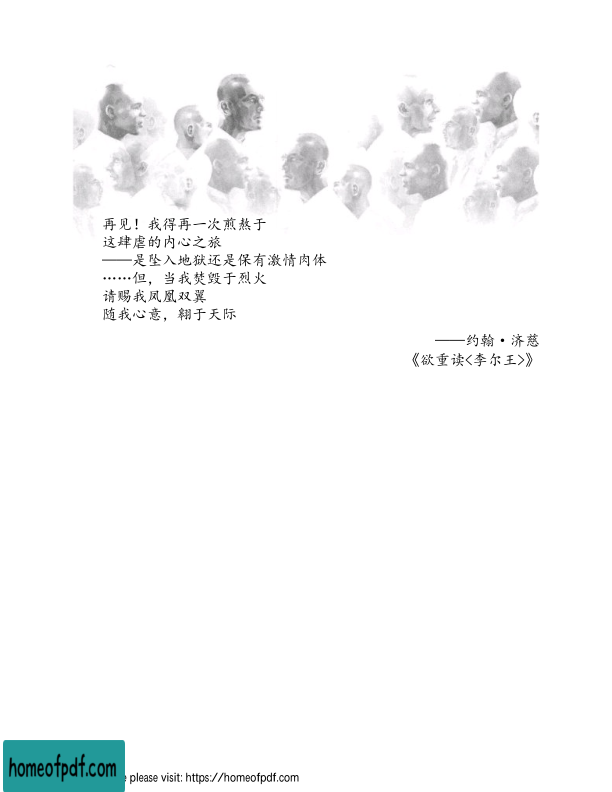 再见！我得再一次煎熬于
这肆虐的内心之旅
——是坠入地狱还是保有激情肉体
……但，当我焚毁于烈火
请赐我凤凰双翼
随我心意，翱于天际
——约翰·济慈
《欲重读<李尔王>》
homeofpdf.com
e please visit: https://homeofpdf.com